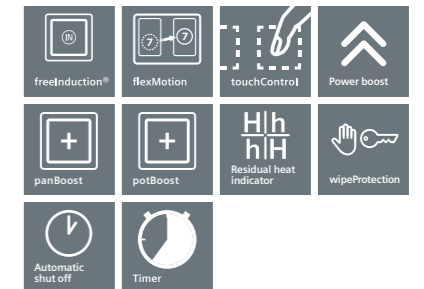 IN
freeInduction®
7 7
flexMotion
touchControl
Power boost
+
panBoost
+
potBoost
H|h
h|H
Residual heat
indicator
wipeProtection
Automatic
shut off
Timer